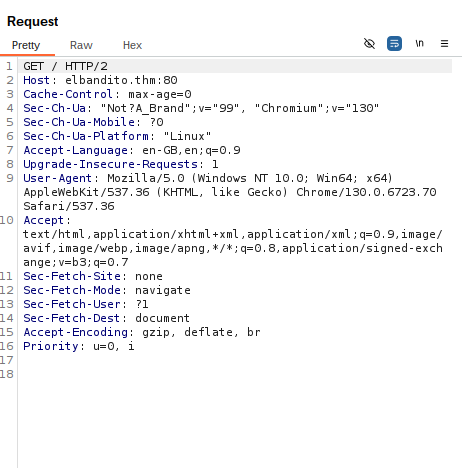 Request
Pretty Raw Hex \n
1 GET / HTTP/2
2 Host: elbandito.thm:80
3 Cache-Control: max-age=0
4 Sec-Ch-Ua: "Not?A_Brand";v="99", "Chromium";v="130"
5 Sec-Ch-Ua-Mobile: ?0
6 Sec-Ch-Ua-Platform: "Linux"
7 Accept-Language: en-GB,en;q=0.9
8 Upgrade-Insecure-Requests: 1
9 User-Agent: Mozilla/5.0 (Windows NT 10.0; Win64; x64)
AppleWebKit/537.36 (KHTML, like Gecko) Chrome/130.0.6723.70
Safari/537.36
10 Accept:
text/html,application/xhtml+xml,application/xml;q=0.9,image/
avif,image/webp,image/apng,*/*;q=0.8,application/signed-exch
ange;v=b3;q=0.7
11 Sec-Fetch-Site: none
12 Sec-Fetch-Mode: navigate
13 Sec-Fetch-User: ?1
14 Sec-Fetch-Dest: document
15 Accept-Encoding: gzip, deflate, br
16 Priority: u=0, i
17
18